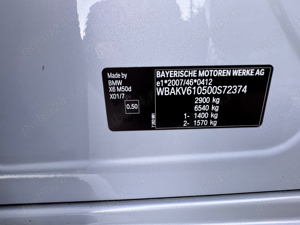 Made by
BMW
X6 M50d
X01/7
0.50
BAYERISCHE MOTOREN WERKE AG
e1*2007/46*0412
WBAKV610500S72374
2900 kg
6540 kg
1- 1400 kg
2- 1570 kg